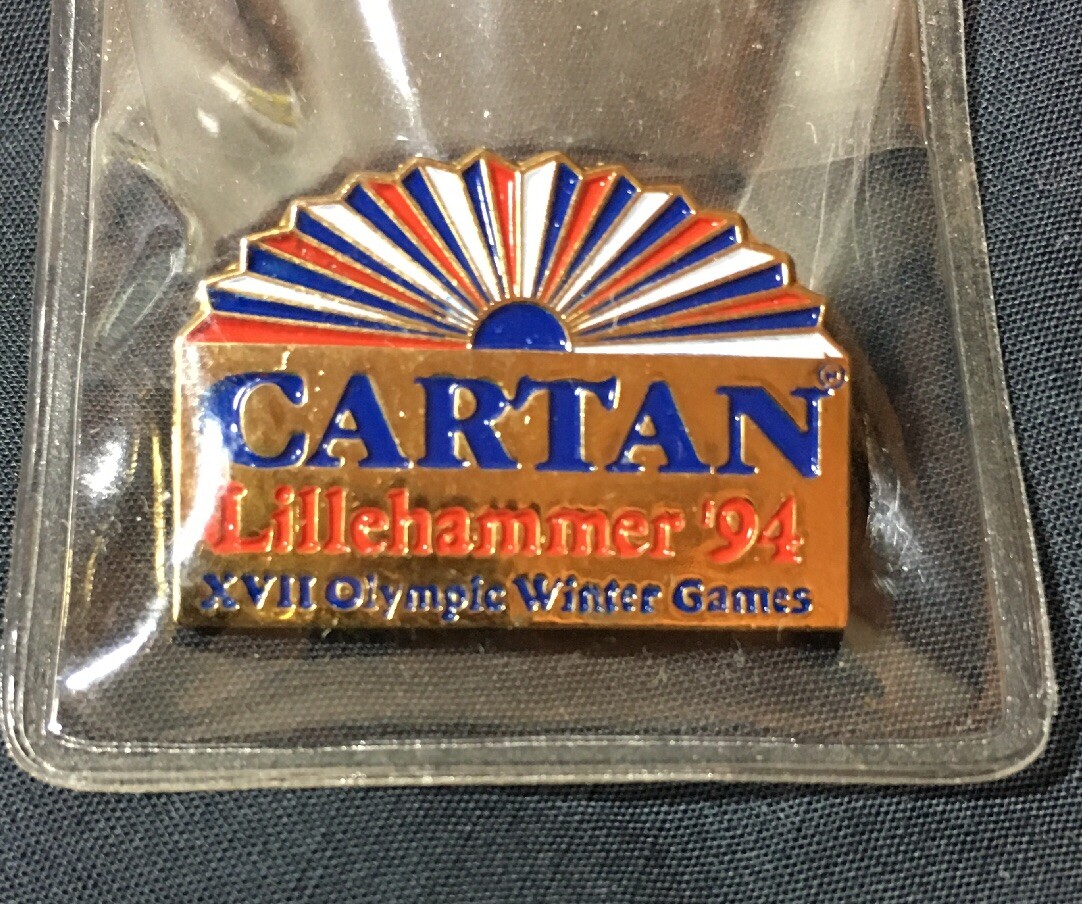 CARTAN®
Lillehammer '94
XVII Olympic Winter Games